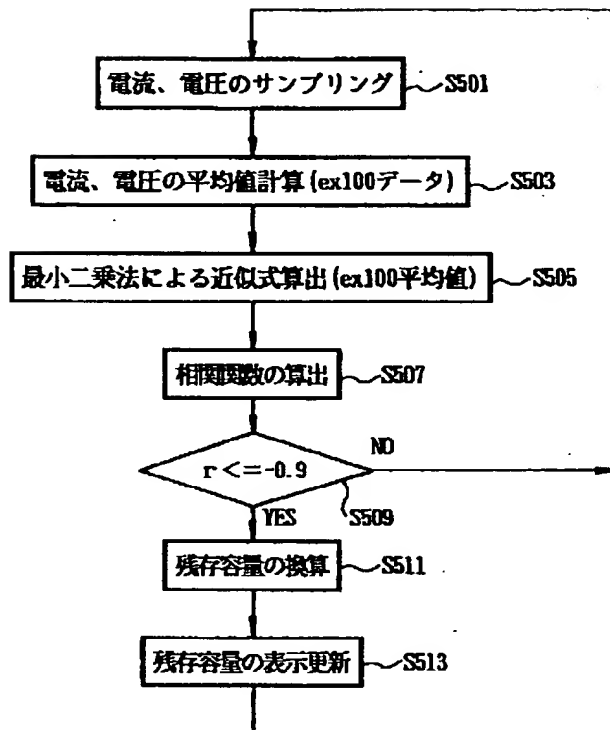 電流、電圧のサンプリング S501
電流、電圧の平均値計算(ex100データ) S503
最小二乗法による近似式算出(ex100平均値) S505
相関関数の算出 S507
r<=-0.9
NO
S509
YES
残存容量の換算 S511
残存容量の表示更新 S513